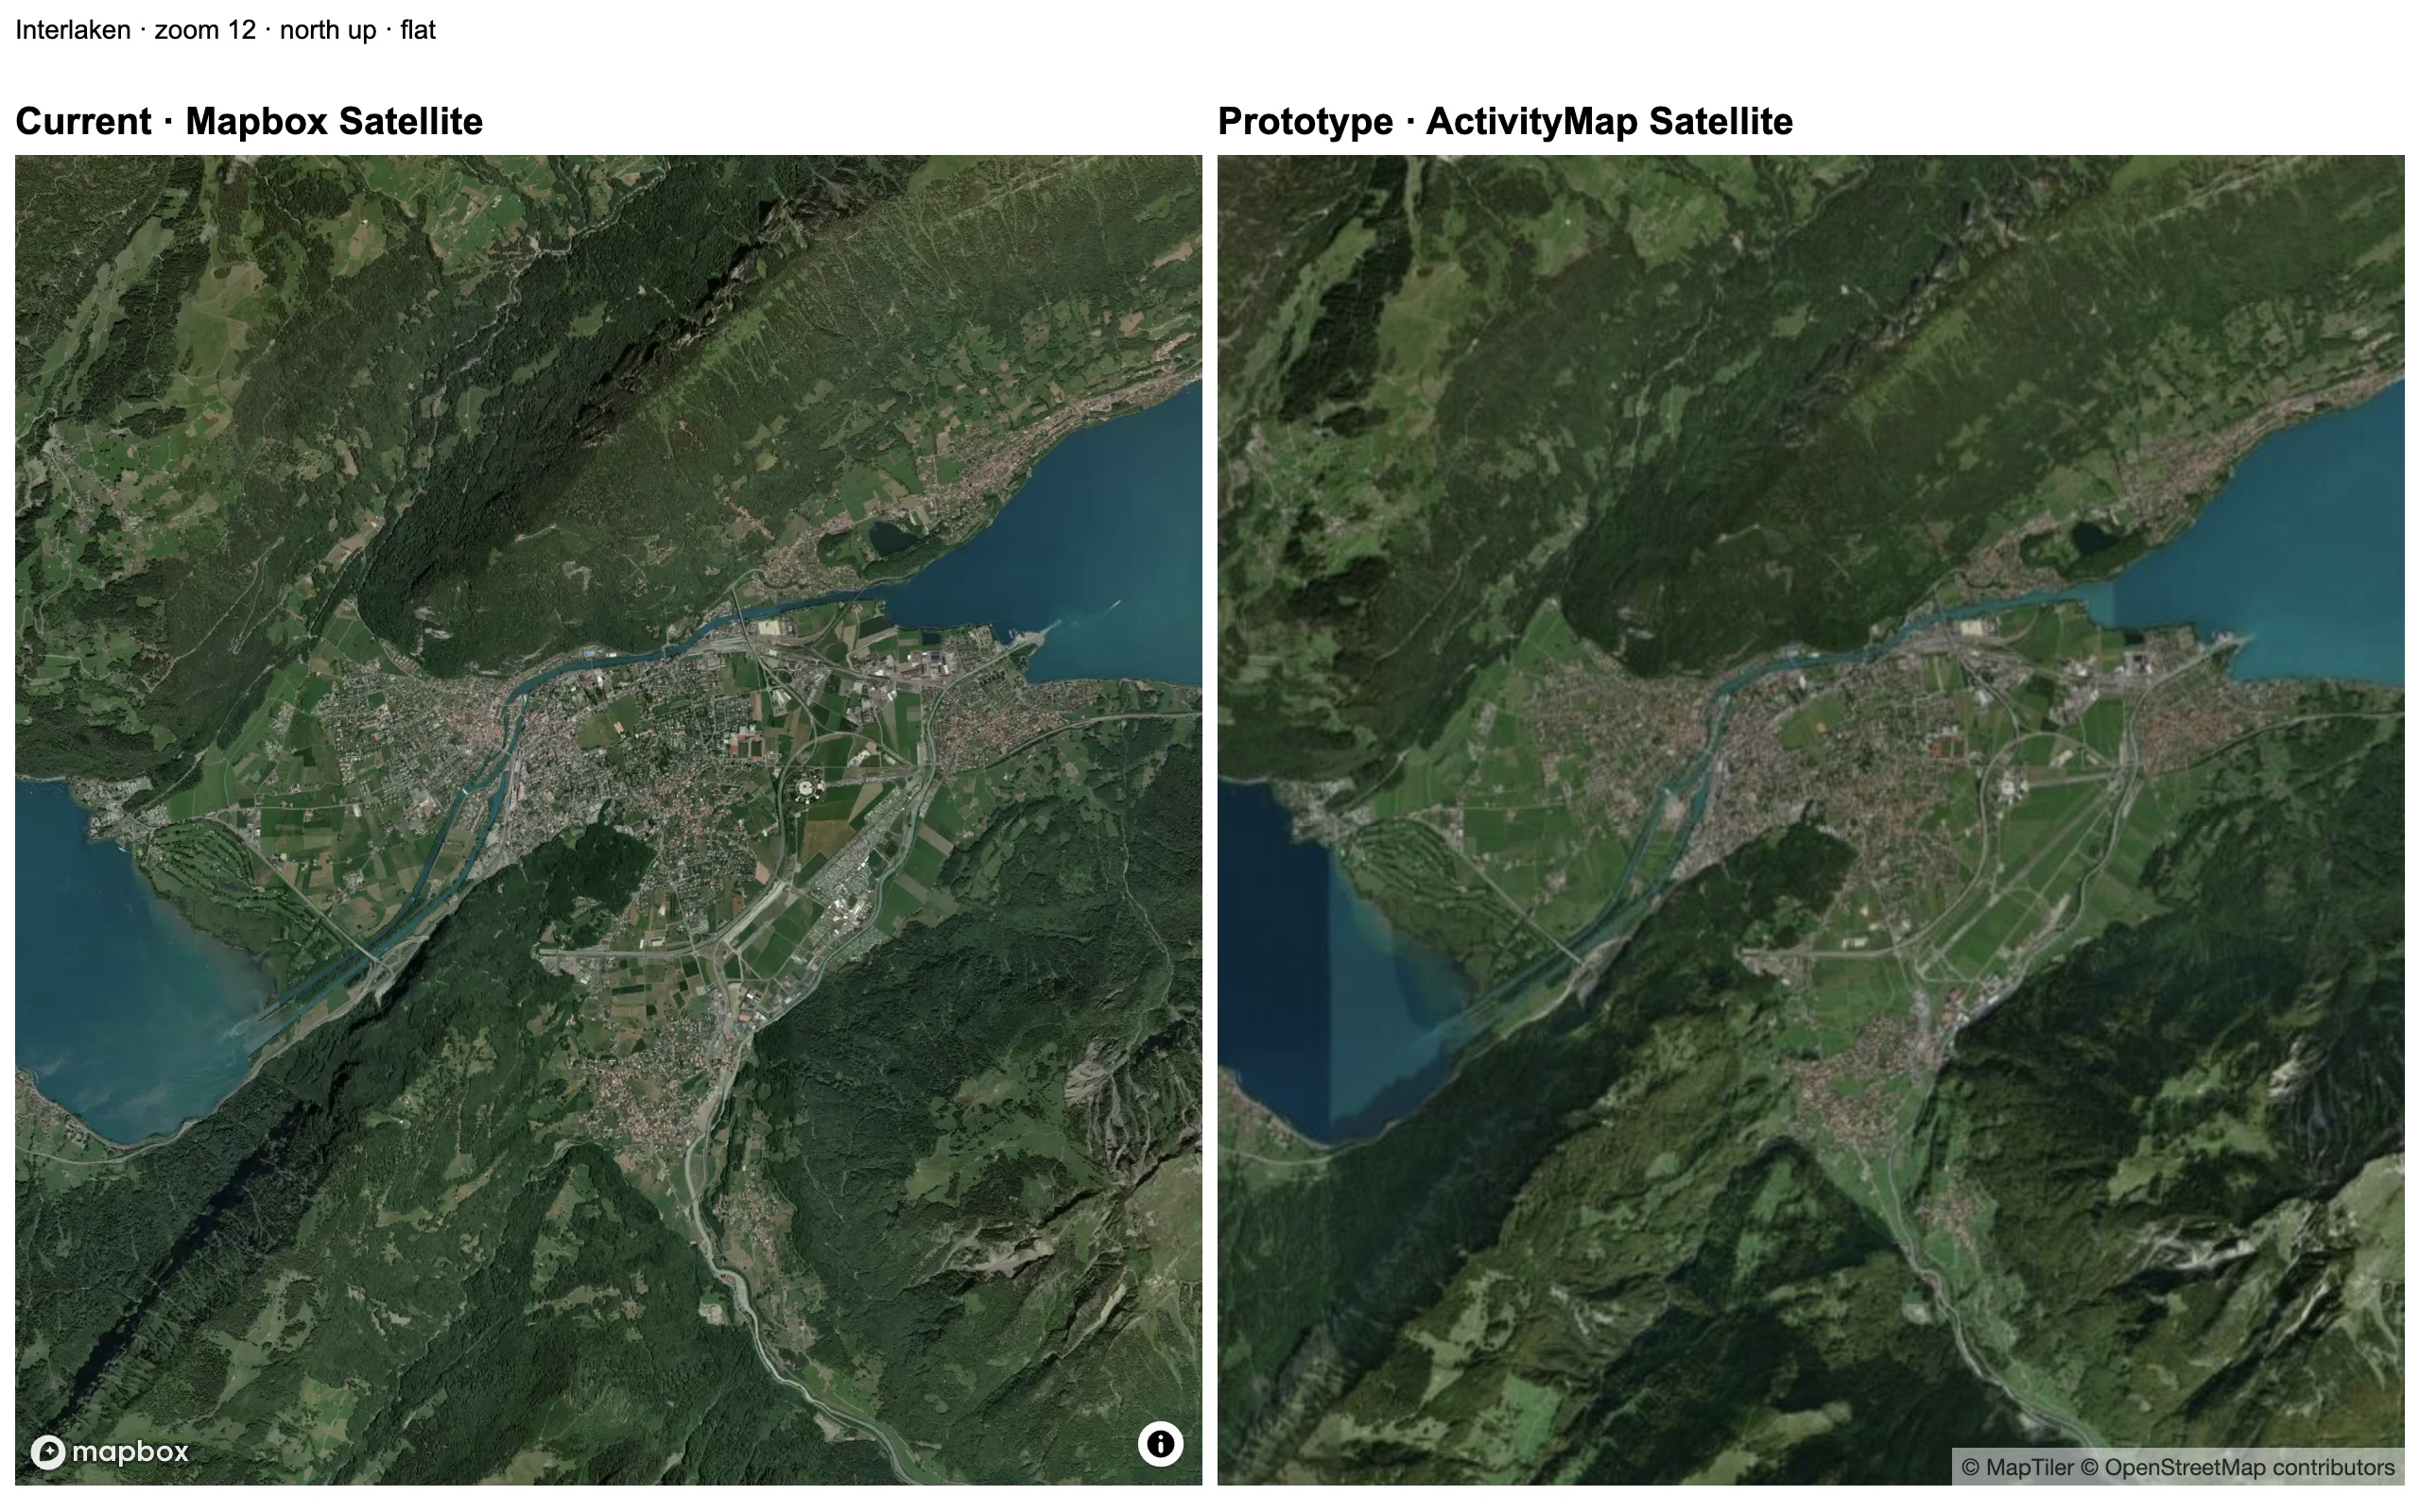 Interlaken · zoom 12 · north up · flat
Current · Mapbox Satellite
Prototype · ActivityMap Satellite
mapbox
© MapTiler © OpenStreetMap contributors